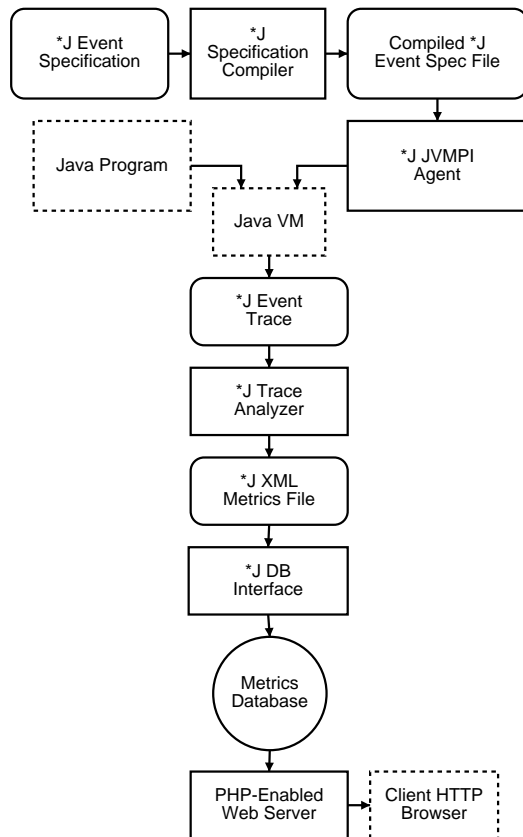 *J Event
Specification
*J
Specification
Compiler
Compiled *J
Event Spec File
Java Program
*J JVMPI
Agent
Java VM
*J Event
Trace
*J Trace
Analyzer
*J XML
Metrics File
*J DB
Interface
Metrics
Database
PHP-Enabled
Web Server
Client HTTP
Browser